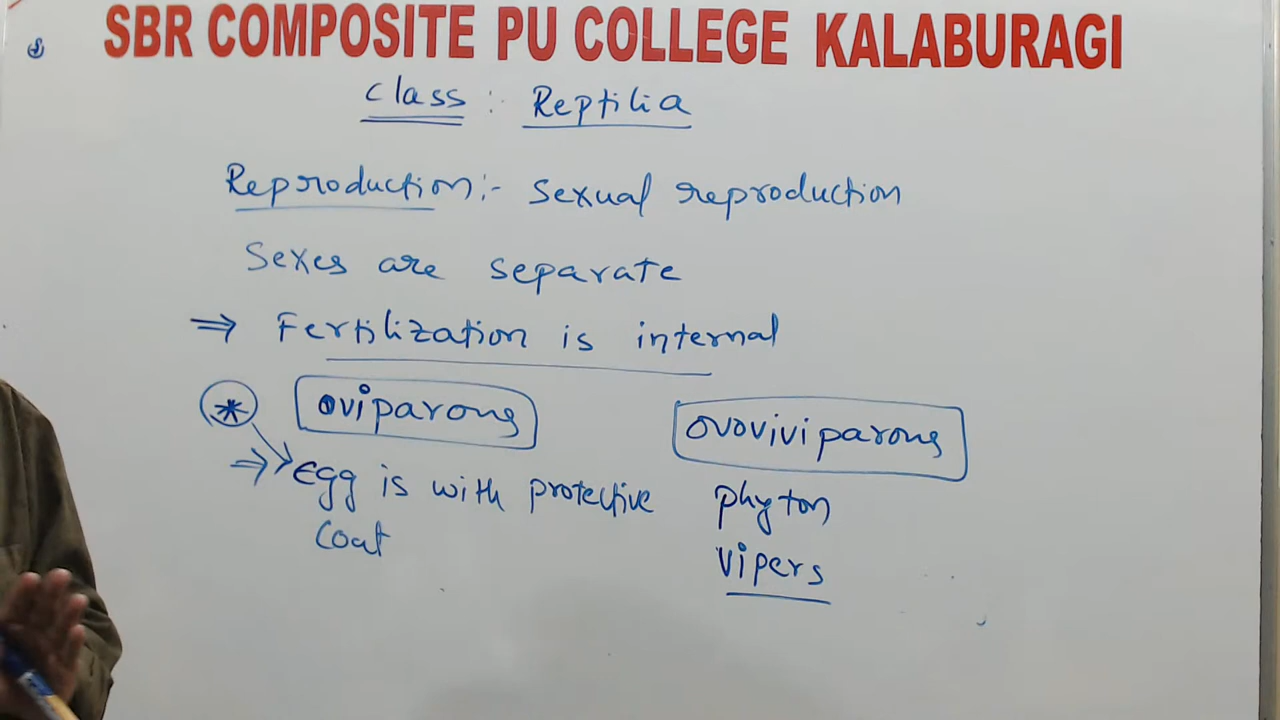 SBR COMPOSITE PU COLLEGE KALABURAGI
Class : Reptilia
Reproduction:- Sexual reproduction
Sexes are separate
⇒ Fertilization is internal
* oviparous
ovoviviparous
⇒ Egg is with protective
coat
phyton
vipers